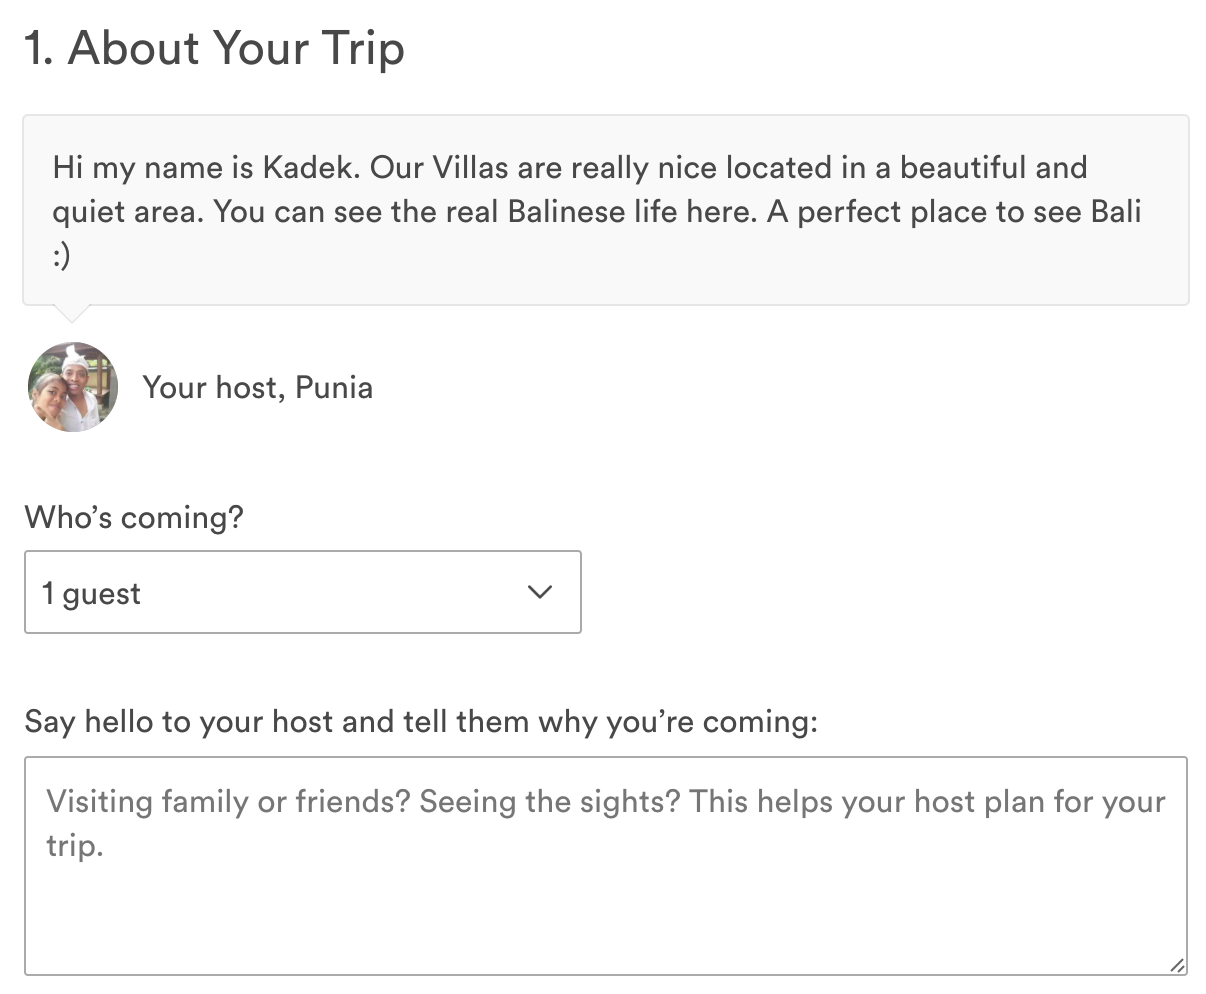 1. About Your Trip
Hi my name is Kadek. Our Villas are really nice located in a beautiful and
quiet area. You can see the real Balinese life here. A perfect place to see Bali
:)
Your host, Punia
Who’s coming?
1 guest
Say hello to your host and tell them why you’re coming:
Visiting family or friends? Seeing the sights? This helps your host plan for your
trip.